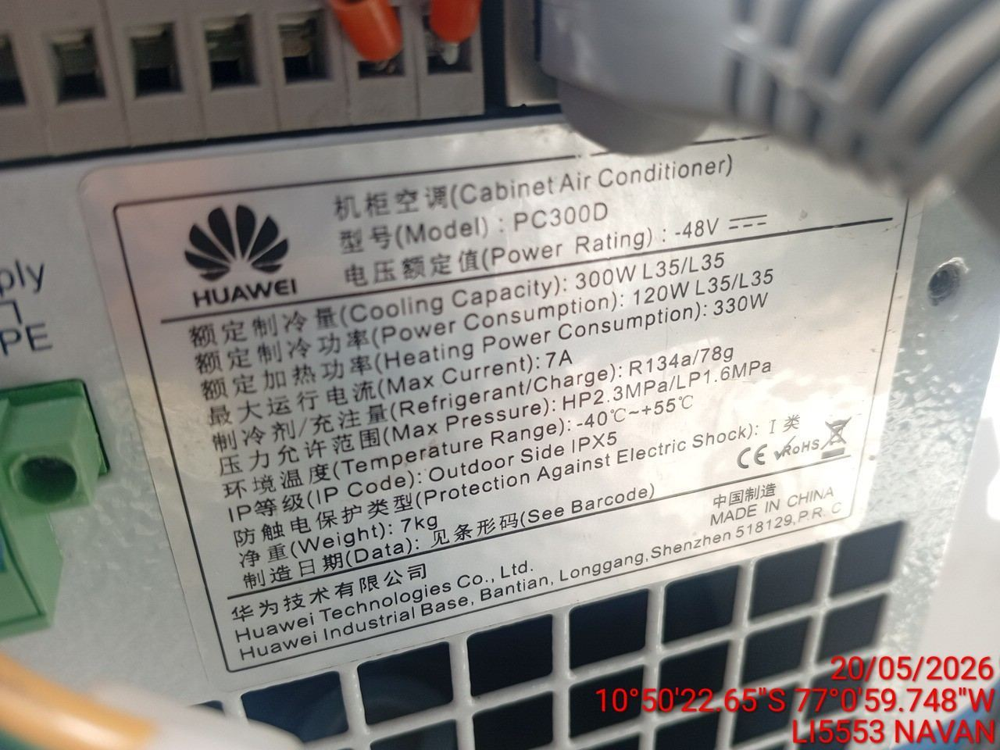 ply
PE
HUAWEI
机柜空调(Cabinet Air Conditioner)
型号(Model) : PC300D
电压额定值(Power Rating) : -48V
额定制冷量(Cooling Capacity): 300W L35/L35
额定制冷功率(Power Consumption): 120W L35/L35
额定加热功率(Heating Power Consumption): 330W
最大运行电流(Max Current): 7A
制冷剂/充注量(Refrigerant/Charge): R134a/78g
压力允许范围(Max Pressure): HP2.3MPa/LP1.6MPa
环境温度(Temperature Range): -40℃~+55℃
IP等级(IP Code): Outdoor Side IPX5
防触电保护类型(Protection Against Electric Shock): I 类
净重(Weight): 7kg
CE RoHS
制造日期(Data): 见条形码(See Barcode)
中国制造
MADE IN CHINA
华为技术有限公司
Huawei Technologies Co., Ltd.
Huawei Industrial Base, Bantian, Longgang, Shenzhen 518129, P.R. C
20/05/2026
10°50'22.65"S 77°0'59.748"W
LI5553 NAVAN